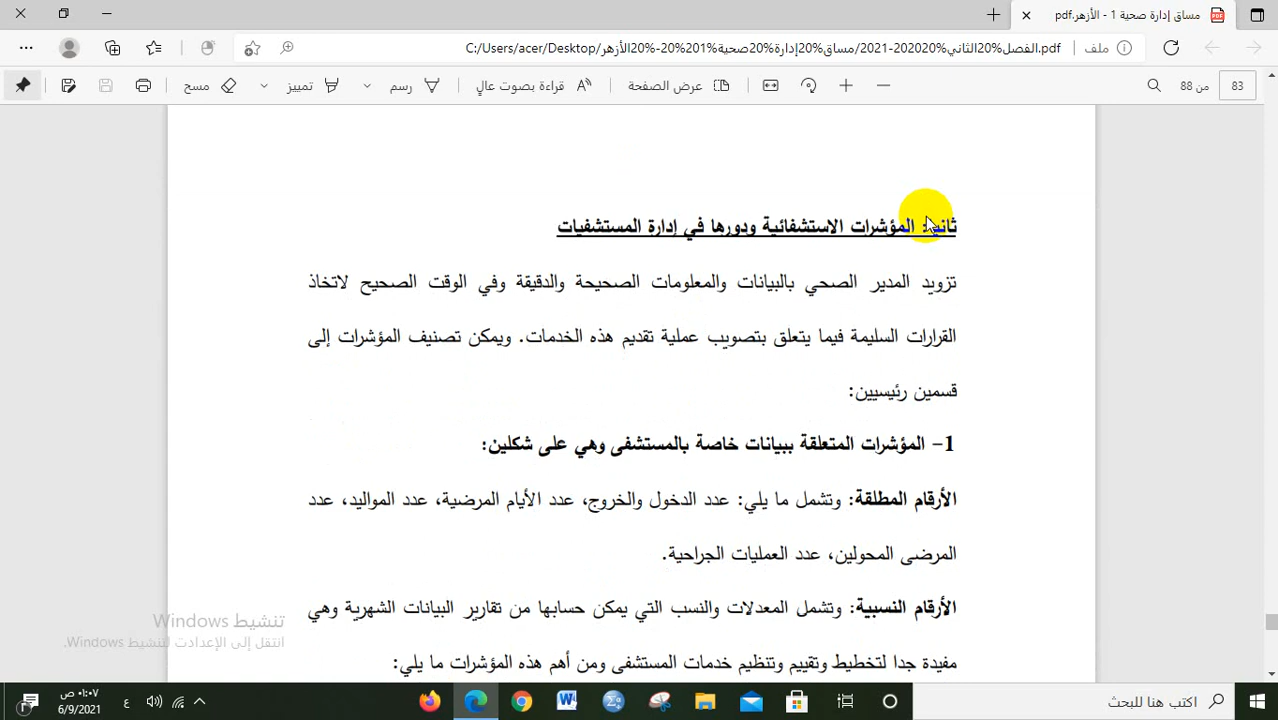 مساق إدارة صحية 1 - الأزهر.pdf
ملف C:/Users/acer/Desktop/الفصل%20الثاني%202020-2021/مساق%20إدارة%20صحية%201%20-%20الأزهر.pdf
83 من 88 عرض الصفحة قراءة بصوت عالٍ رسم تمييز مسح
ثانيا: المؤشرات الاستشفائية ودورها في إدارة المستشفيات
تزويد المدير الصحي بالبيانات والمعلومات الصحيحة والدقيقة وفي الوقت الصحيح لاتخاذ
القرارات السليمة فيما يتعلق بتصويب عملية تقديم هذه الخدمات. ويمكن تصنيف المؤشرات إلى
قسمين رئيسيين:
1- المؤشرات المتعلقة ببيانات خاصة بالمستشفى وهي على شكلين:
الأرقام المطلقة: وتشمل ما يلي: عدد الدخول والخروج، عدد الأيام المرضية، عدد المواليد، عدد
المرضى المحولين، عدد العمليات الجراحية.
الأرقام النسبية: وتشمل المعدلات والنسب التي يمكن حسابها من تقارير البيانات الشهرية وهي
مفيدة جدا لتخطيط وتقييم وتنظيم خدمات المستشفى ومن أهم هذه المؤشرات ما يلي:
تنشيط Windows
انتقل إلى الإعدادات لتنشيط Windows.
اكتب هنا للبحث
ع
٠١:٠٧ ص
6/9/2021